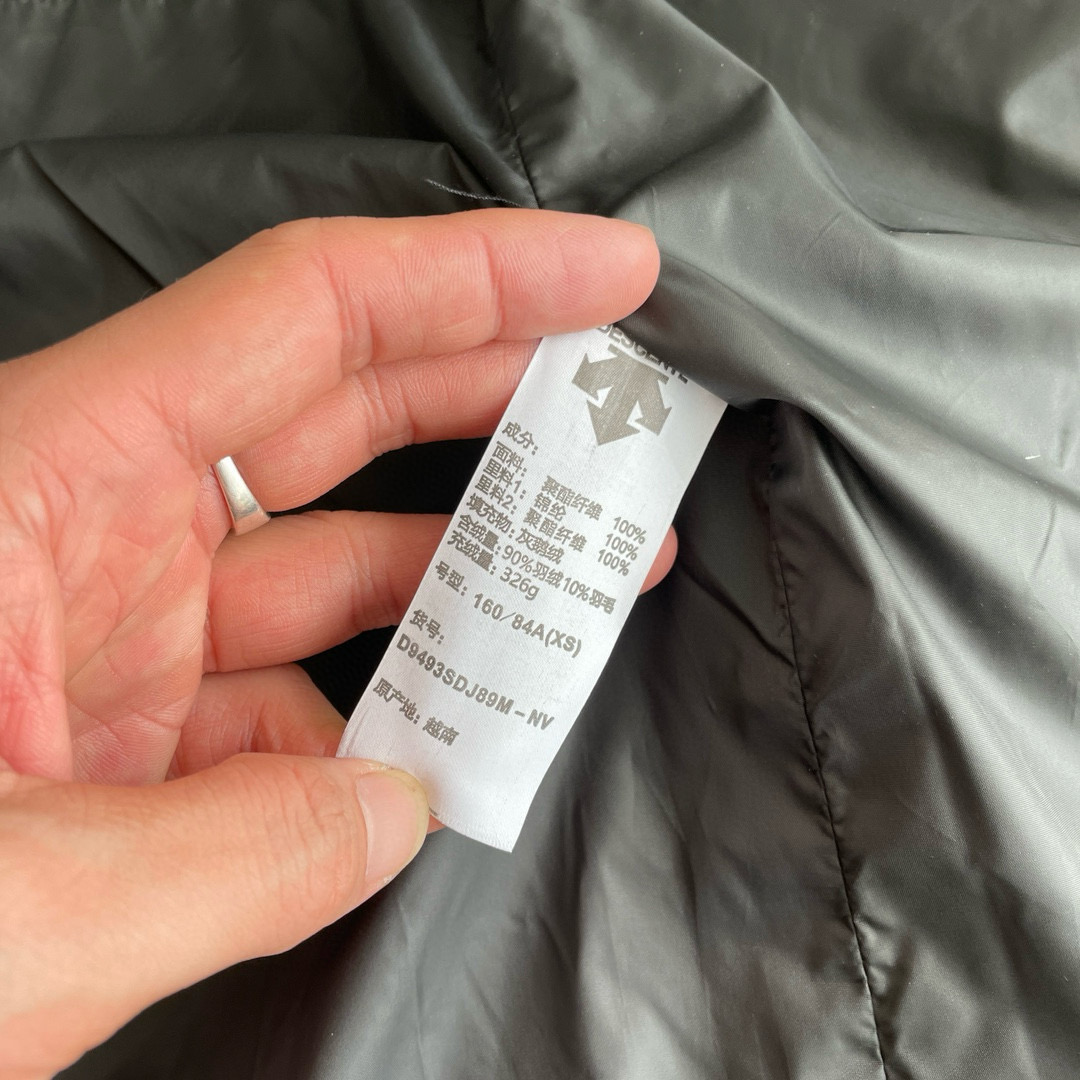 DESCENTE
成分：
面料： 聚酯纤维 100%
里料1： 锦纶 100%
里料2： 聚酯纤维 100%
填充物：灰鹅绒
含绒量：90%羽绒10%羽毛
充绒量：326g
号型：160/84A(XS)
货号：
D9493SDJ89M-NV
原产地：越南